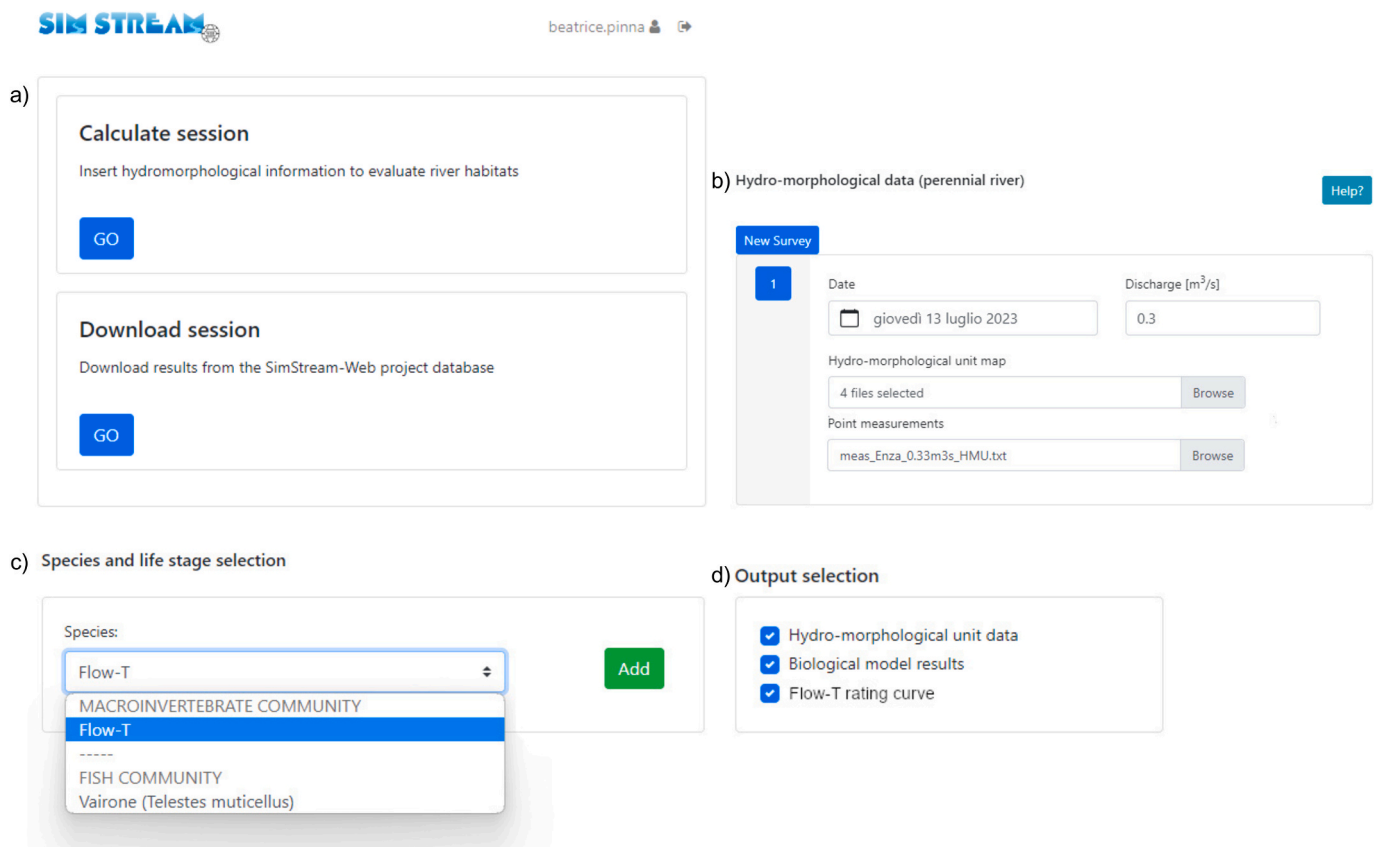 SIM STREAM
beatrice.pinna
a)
Calculate session
Insert hydromorphological information to evaluate river habitats
GO
Download session
Download results from the SimStream-Web project database
GO
b) Hydro-morphological data (perennial river)
Help?
New Survey
1
Date
Discharge [m³/s]
giovedì 13 luglio 2023
0.3
Hydro-morphological unit map
4 files selected
Browse
Point measurements
meas_Enza_0.33m3s_HMU.txt
Browse
c) Species and life stage selection
Species:
Flow-T
Add
MACROINVERTEBRATE COMMUNITY
Flow-T
-----
FISH COMMUNITY
Vairone (Telestes muticellus)
d) Output selection
Hydro-morphological unit data
Biological model results
Flow-T rating curve